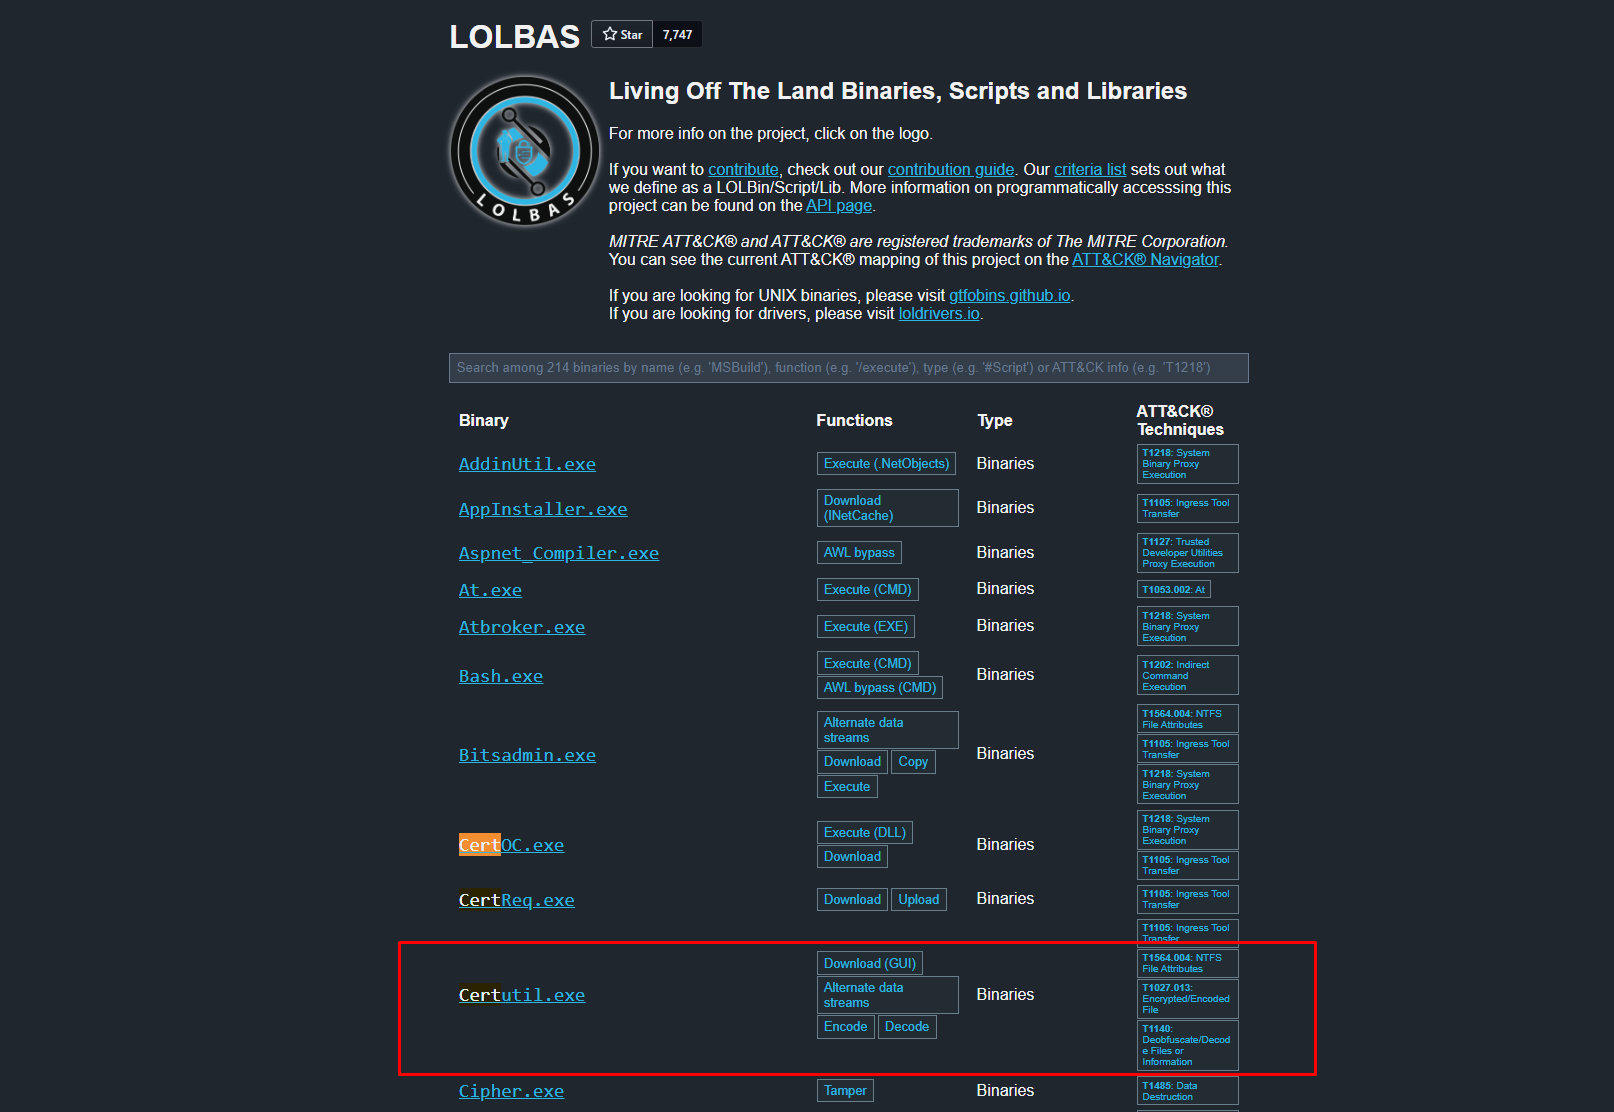 LOLBAS
Star 7,747
LOLBAS
Living Off The Land Binaries, Scripts and Libraries
For more info on the project, click on the logo.
If you want to contribute, check out our contribution guide. Our criteria list sets out what
we define as a LOLBin/Script/Lib. More information on programmatically accesssing this
project can be found on the API page.
MITRE ATT&CK® and ATT&CK® are registered trademarks of The MITRE Corporation.
You can see the current ATT&CK® mapping of this project on the ATT&CK® Navigator.
If you are looking for UNIX binaries, please visit gtfobins.github.io.
If you are looking for drivers, please visit loldrivers.io.
Search among 214 binaries by name (e.g. 'MSBuild'), function (e.g. '/execute'), type (e.g. '#Script') or ATT&CK info (e.g. 'T1218')
Binary Functions Type ATT&CK®
Techniques
AddinUtil.exe Execute (.NetObjects) Binaries T1218: System
Binary Proxy
Execution
AppInstaller.exe Download
(INetCache) Binaries T1105: Ingress Tool
Transfer
Aspnet_Compiler.exe AWL bypass Binaries T1127: Trusted
Developer Utilities
Proxy Execution
At.exe Execute (CMD) Binaries T1053.002: At
Atbroker.exe Execute (EXE) Binaries T1218: System
Binary Proxy
Execution
Bash.exe Execute (CMD)
AWL bypass (CMD) Binaries T1202: Indirect
Command
Execution
Bitsadmin.exe Alternate data
streams
Download Copy
Execute Binaries T1564.004: NTFS
File Attributes
T1105: Ingress Tool
Transfer
T1218: System
Binary Proxy
Execution
CertOC.exe Execute (DLL)
Download Binaries T1218: System
Binary Proxy
Execution
T1105: Ingress Tool
Transfer
CertReq.exe Download Upload Binaries T1105: Ingress Tool
Transfer
Certutil.exe Download (GUI)
Alternate data
streams
Encode Decode Binaries T1105: Ingress Tool
Transfer
T1564.004: NTFS
File Attributes
T1027.013:
Encrypted/Encoded
File
T1140:
Deobfuscate/Decod
e Files or
Information
Cipher.exe Tamper Binaries T1485: Data
Destruction